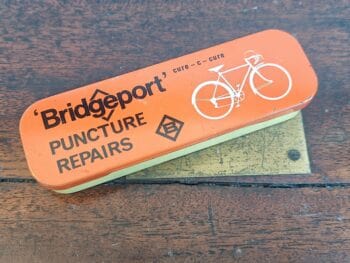 'Bridgeport' cure-c-cure
PUNCTURE
REPAIRS
B